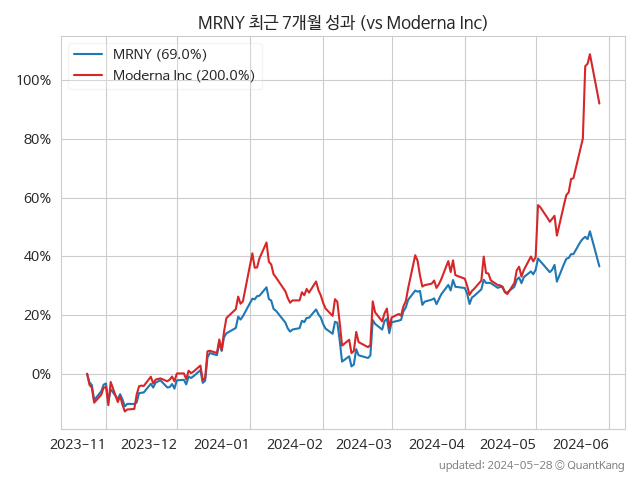 MRNY 최근 7개월 성과 (vs Moderna Inc)
MRNY (69.0%)
Moderna Inc (200.0%)
100%
80%
60%
40%
20%
0%
2023-11 2023-12 2024-01 2024-02 2024-03 2024-04 2024-05 2024-06
updated: 2024-05-28 © QuantKang